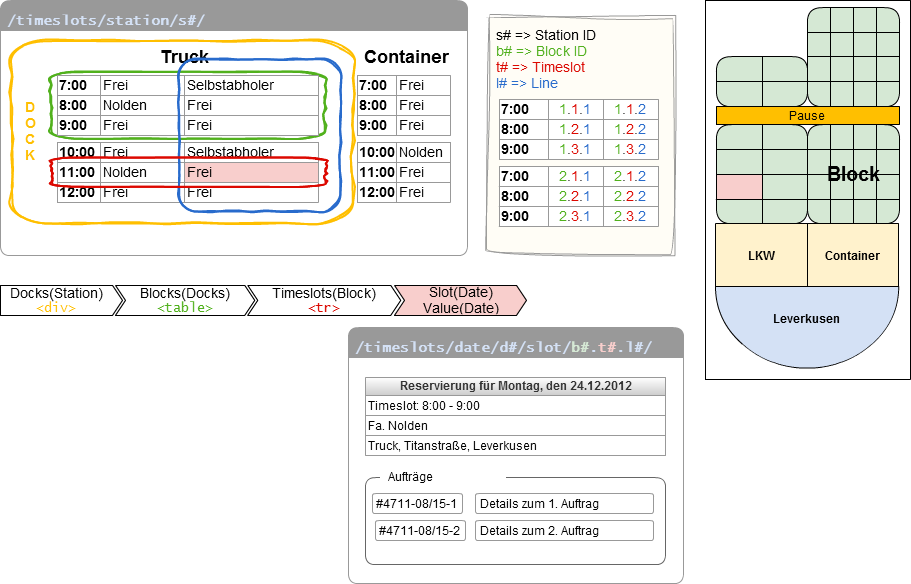 /timeslots/station/s#/
Truck
Container
DOCK
7:00 Frei Selbstabholer
8:00 Nolden Frei
9:00 Frei Frei
10:00 Frei Selbstabholer
11:00 Nolden Frei
12:00 Frei Frei
7:00 Frei
8:00 Frei
9:00 Frei
10:00 Nolden
11:00 Frei
12:00 Frei
s# => Station ID
b# => Block ID
t# => Timeslot
l# => Line
7:00 1.1.1 1.1.2
8:00 1.2.1 1.2.2
9:00 1.3.1 1.3.2
7:00 2.1.1 2.1.2
8:00 2.2.1 2.2.2
9:00 2.3.1 2.3.2
Pause
Block
LKW
Container
Leverkusen
Docks(Station)
<div>
Blocks(Docks)
<table>
Timeslots(Block)
<tr>
Slot(Date)
Value(Date)
/timeslots/date/d#/slot/b#.t#.l#/
Reservierung für Montag, den 24.12.2012
Timeslot: 8:00 - 9:00
Fa. Nolden
Truck, Titanstraße, Leverkusen
Aufträge
#4711-08/15-1 Details zum 1. Auftrag
#4711-08/15-2 Details zum 2. Auftrag